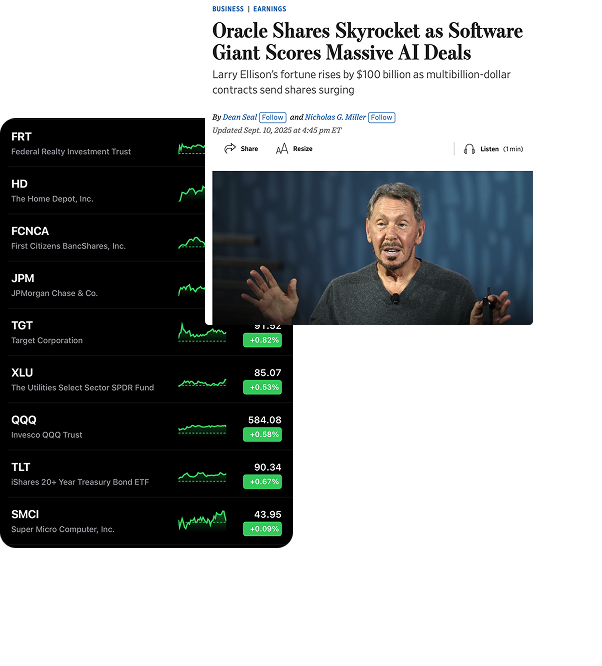 BUSINESS | EARNINGS
Oracle Shares Skyrocket as Software
Giant Scores Massive AI Deals
Larry Ellison's fortune rises by $100 billion as multibillion-dollar
contracts send shares surging
By Dean Seal Follow and Nicholas G. Miller Follow
Updated Sept. 10, 2025 at 4:45 pm ET
Share
Resize
Listen (1 min)
FRT
Federal Realty Investment Trust
HD
The Home Depot, Inc.
FCNCA
First Citizens BancShares, Inc.
JPM
JPMorgan Chase & Co.
TGT
Target Corporation
91.52
+0.82%
XLU
The Utilities Select Sector SPDR Fund
85.07
+0.53%
QQQ
Invesco QQQ Trust
584.08
+0.58%
TLT
iShares 20+ Year Treasury Bond ETF
90.34
+0.67%
SMCI
Super Micro Computer, Inc.
43.95
+0.09%